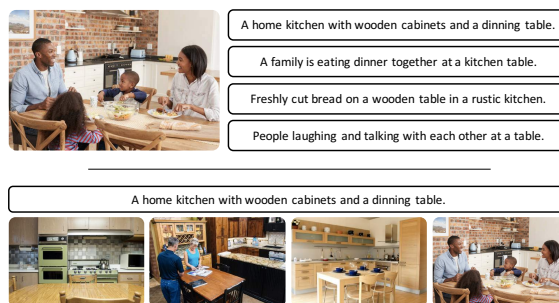 A home kitchen with wooden cabinets and a dinning table.
A family is eating dinner together at a kitchen table.
Freshly cut bread on a wooden table in a rustic kitchen.
People laughing and talking with each other at a table.
A home kitchen with wooden cabinets and a dinning table.